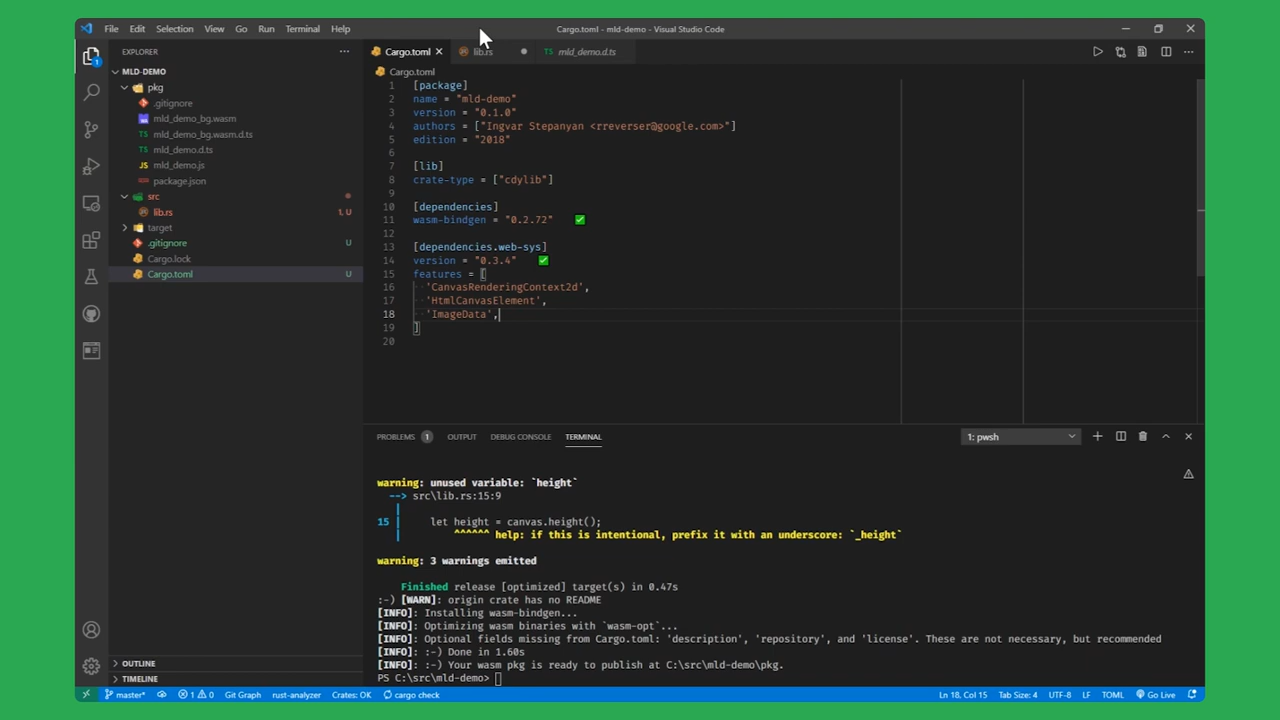 File Edit Selection View Go Run Terminal Help
Cargo.toml - mld-demo - Visual Studio Code
EXPLORER
Cargo.toml
lib.rs
mld_demo.d.ts
MLD-DEMO
pkg
.gitignore
mld_demo_bg.wasm
mld_demo_bg.wasm.d.ts
mld_demo.d.ts
mld_demo.js
package.json
src
lib.rs 1, U
target
.gitignore U
Cargo.lock
Cargo.toml U
OUTLINE
TIMELINE
1
Cargo.toml
1 [package]
2 name = "mld-demo"
3 version = "0.1.0"
4 authors = ["Ingvar Stepanyan <rreverser@google.com>"]
5 edition = "2018"
6
7 [lib]
8 crate-type = ["cdylib"]
9
10 [dependencies]
11 wasm-bindgen = "0.2.72" ✅
12
13 [dependencies.web-sys]
14 version = "0.3.4" ✅
15 features = [
16 'CanvasRenderingContext2d',
17 'HtmlCanvasElement',
18 'ImageData',
19 ]
20
PROBLEMS 1 OUTPUT DEBUG CONSOLE TERMINAL
1: pwsh
warning: unused variable: `height`
--> src\lib.rs:15:9
|
15 | let height = canvas.height();
| ^^^^^^ help: if this is intentional, prefix it with an underscore: `_height`
warning: 3 warnings emitted
Finished release [optimized] target(s) in 0.47s
:-) [WARN]: origin crate has no README
[INFO]: Installing wasm-bindgen...
[INFO]: Optimizing wasm binaries with `wasm-opt`...
[INFO]: Optional fields missing from Cargo.toml: 'description', 'repository', and 'license'. These are not necessary, but recommended
[INFO]: :-) Done in 1.60s
[INFO]: :-) Your wasm pkg is ready to publish at C:\src\mld-demo\pkg.
PS C:\src\mld-demo>
master* 1 0 Git Graph rust-analyzer Crates: OK cargo check
Ln 18, Col 15 Tab Size: 4 UTF-8 LF TOML Go Live